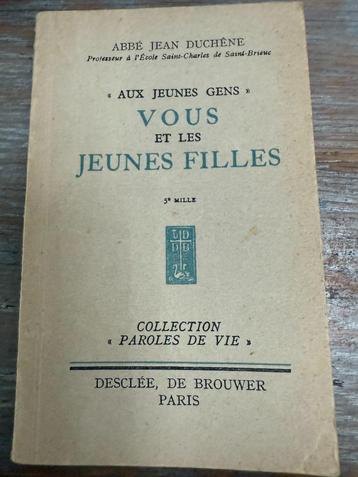 ABBÉ JEAN DUCHÊNE
Professeur à l'École Saint-Charles de Saint-Brieuc
« AUX JEUNES GENS »
VOUS
ET LES
JEUNES FILLES
5e MILLE
DDB
COLLECTION
« PAROLES DE VIE »
DESCLÉE, DE BROUWER
PARIS